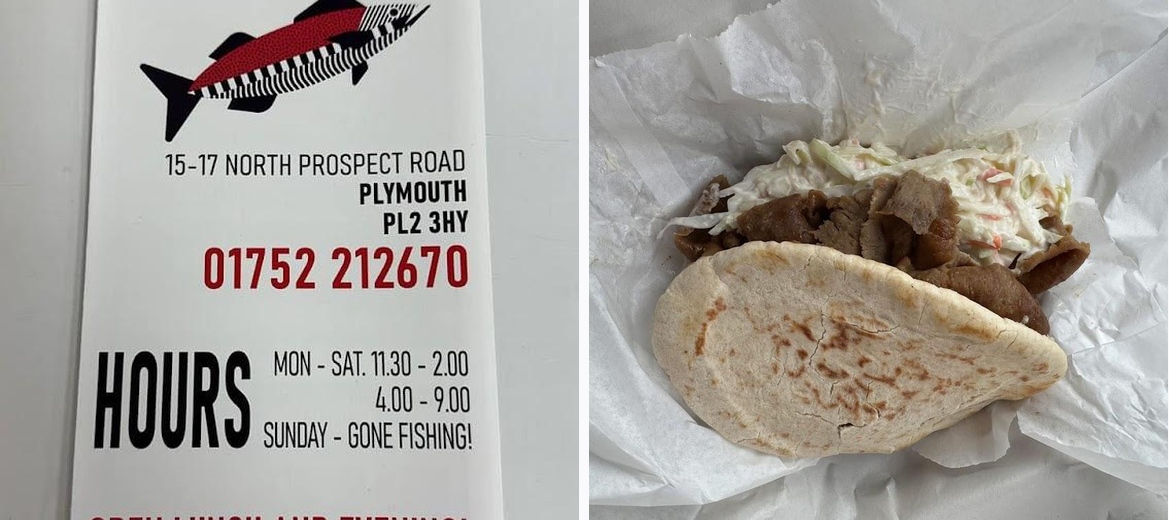 15-17 NORTH PROSPECT ROAD
PLYMOUTH
PL2 3HY
01752 212670
HOURS
MON - SAT. 11.30 - 2.00
4.00 - 9.00
SUNDAY - GONE FISHING!